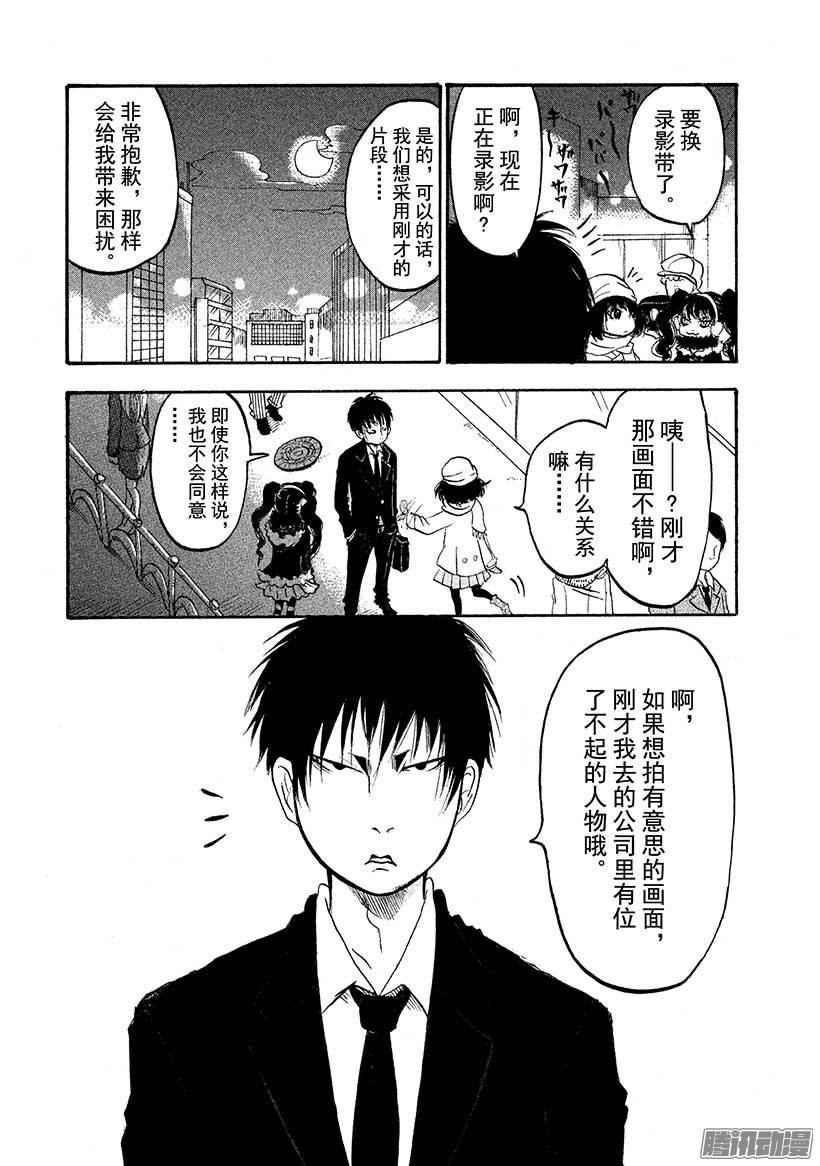 要换
录影带了。
啊，现在
正在录影啊？
ザワ
ザワ
是的，可以的话，
我们想采用刚才的
片段……
非常抱歉，那样
会给我带来困扰。
咦——？刚才
那画面不错啊，
有什么关系
嘛……
即使你这样说，
我也不会同意
……
啊，
如果想拍有意思的画面，
刚才我去的公司里有位
了不起的人物哦。
腾讯动漫